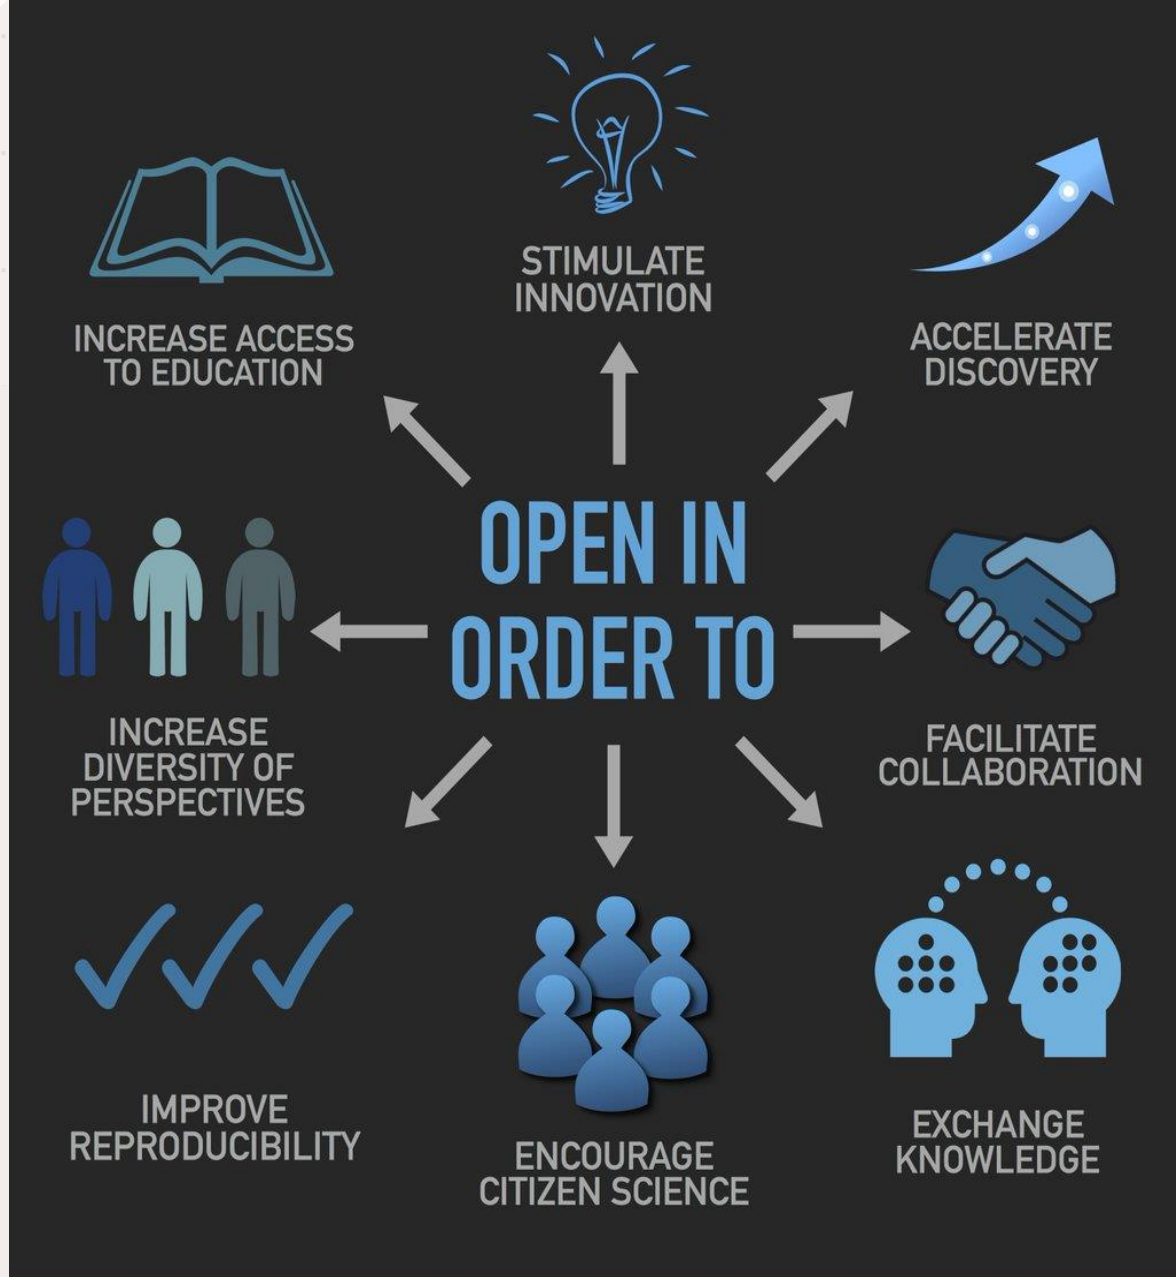 STIMULATE
INNOVATION
INCREASE ACCESS
TO EDUCATION
ACCELERATE
DISCOVERY
OPEN IN
ORDER TO
INCREASE
DIVERSITY OF
PERSPECTIVES
FACILITATE
COLLABORATION
IMPROVE
REPRODUCIBILITY
ENCOURAGE
CITIZEN SCIENCE
EXCHANGE
KNOWLEDGE